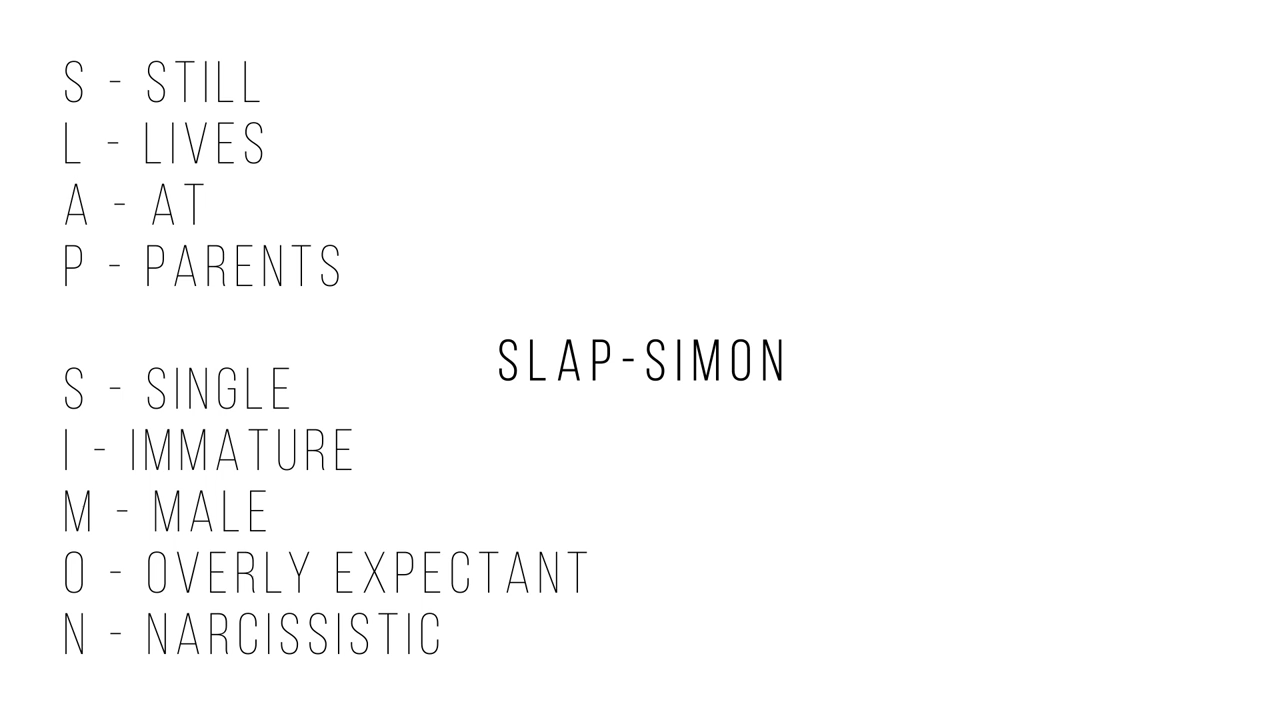 S - STILL
L - LIVES
A - AT
P - PARENTS
SLAP-SIMON
S - SINGLE
I - IMMATURE
M - MALE
O - OVERLY EXPECTANT
N - NARCISSISTIC